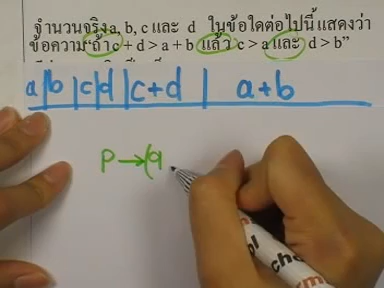 จำนวนจริง a, b, c และ d ในข้อใดต่อไปนี้ แสดงว่า
ข้อความ "ถ้า c + d > a + b แล้ว c > a และ d > b"
a b c d c+d a+b
p → (q